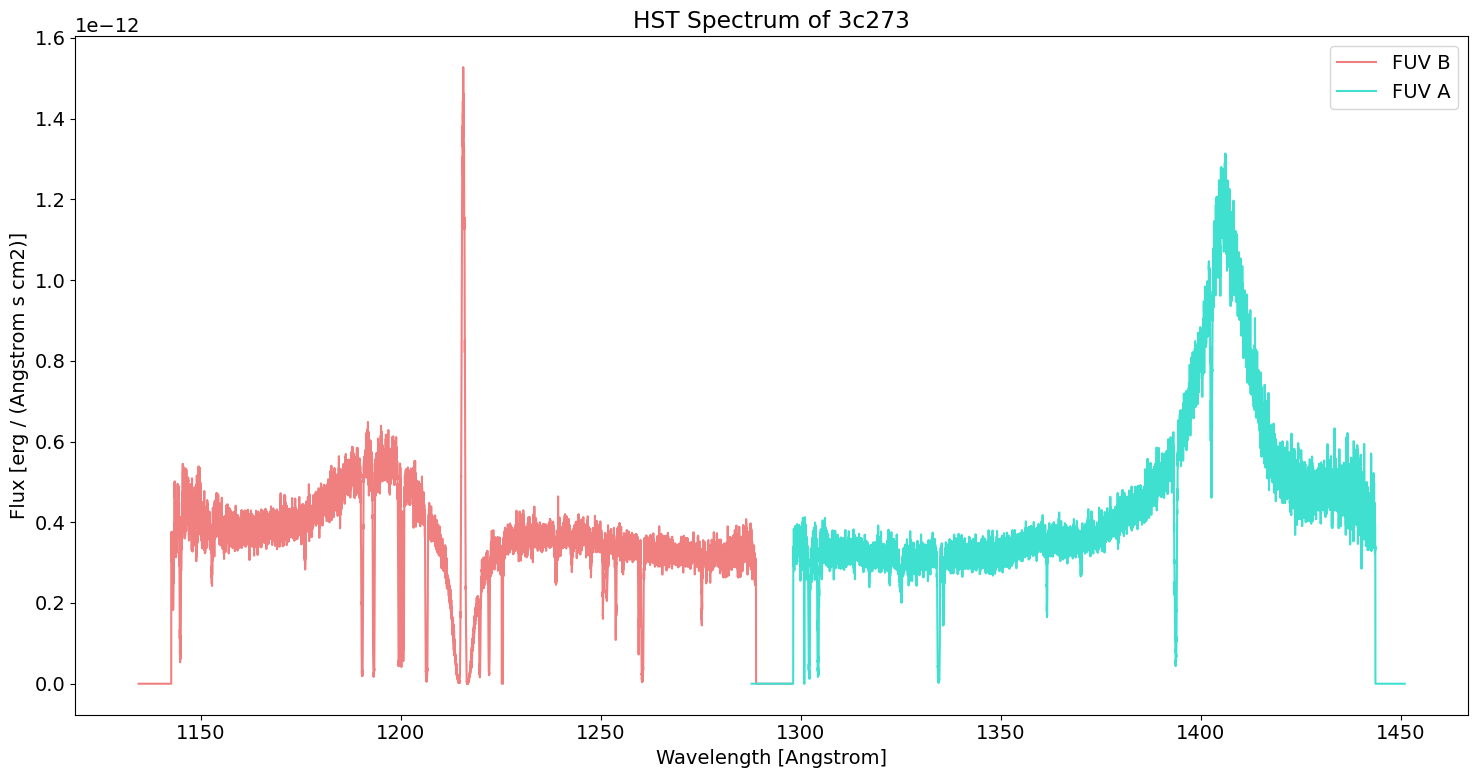 HST Spectrum of 3c273
1e−12
1.6
1.4
1.2
1.0
0.8
0.6
0.4
0.2
0.0
Flux [erg / (Angstrom s cm2)]
FUV B
FUV A
1150
1200
1250
1300
1350
1400
1450
Wavelength [Angstrom]